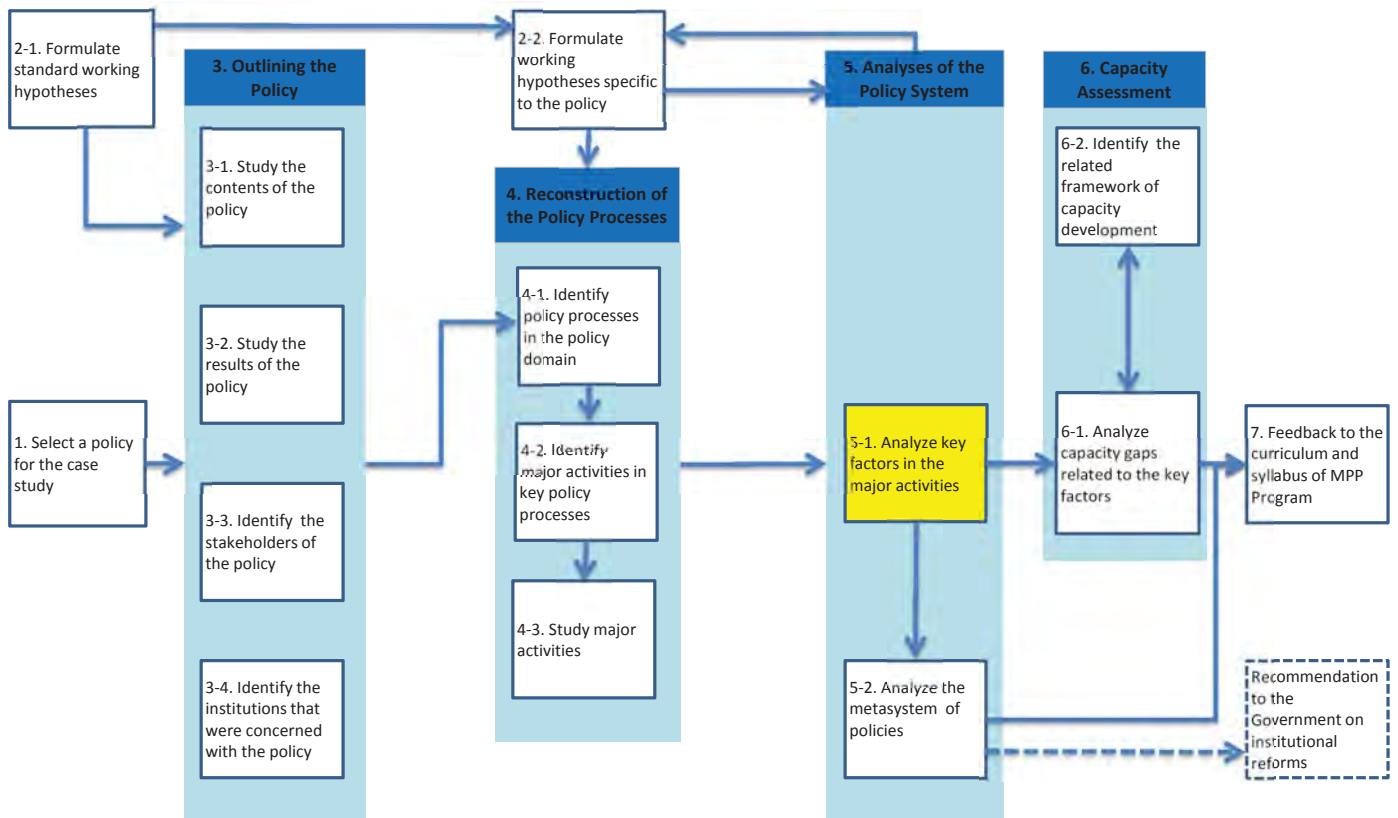 2-1. Formulate
standard working
hypotheses
3. Outlining the
Policy
3-1. Study the
contents of the
policy
3-2. Study the
results of the
policy
3-3. Identify the
stakeholders of
the policy
3-4. Identify the
institutions that
were concerned
with the policy
1. Select a policy
for the case
study
2-2. Formulate
working
hypotheses specific
to the policy
4. Reconstruction of
the Policy Processes
4-1. Identify
policy processes
in the policy
domain
4-2. Identify
major activities in
key policy
processes
4-3. Study major
activities
5. Analyses of the
Policy System
5-1. Analyze key
factors in the
major activities
5-2. Analyze the
metasystem of
policies
6. Capacity
Assessment
6-2. Identify the
related
framework of
capacity
development
6-1. Analyze
capacity gaps
related to the key
factors
7. Feedback to the
curriculum and
syllabus of MPP
Program
Recommendation
to the
Government on
institutional
reforms